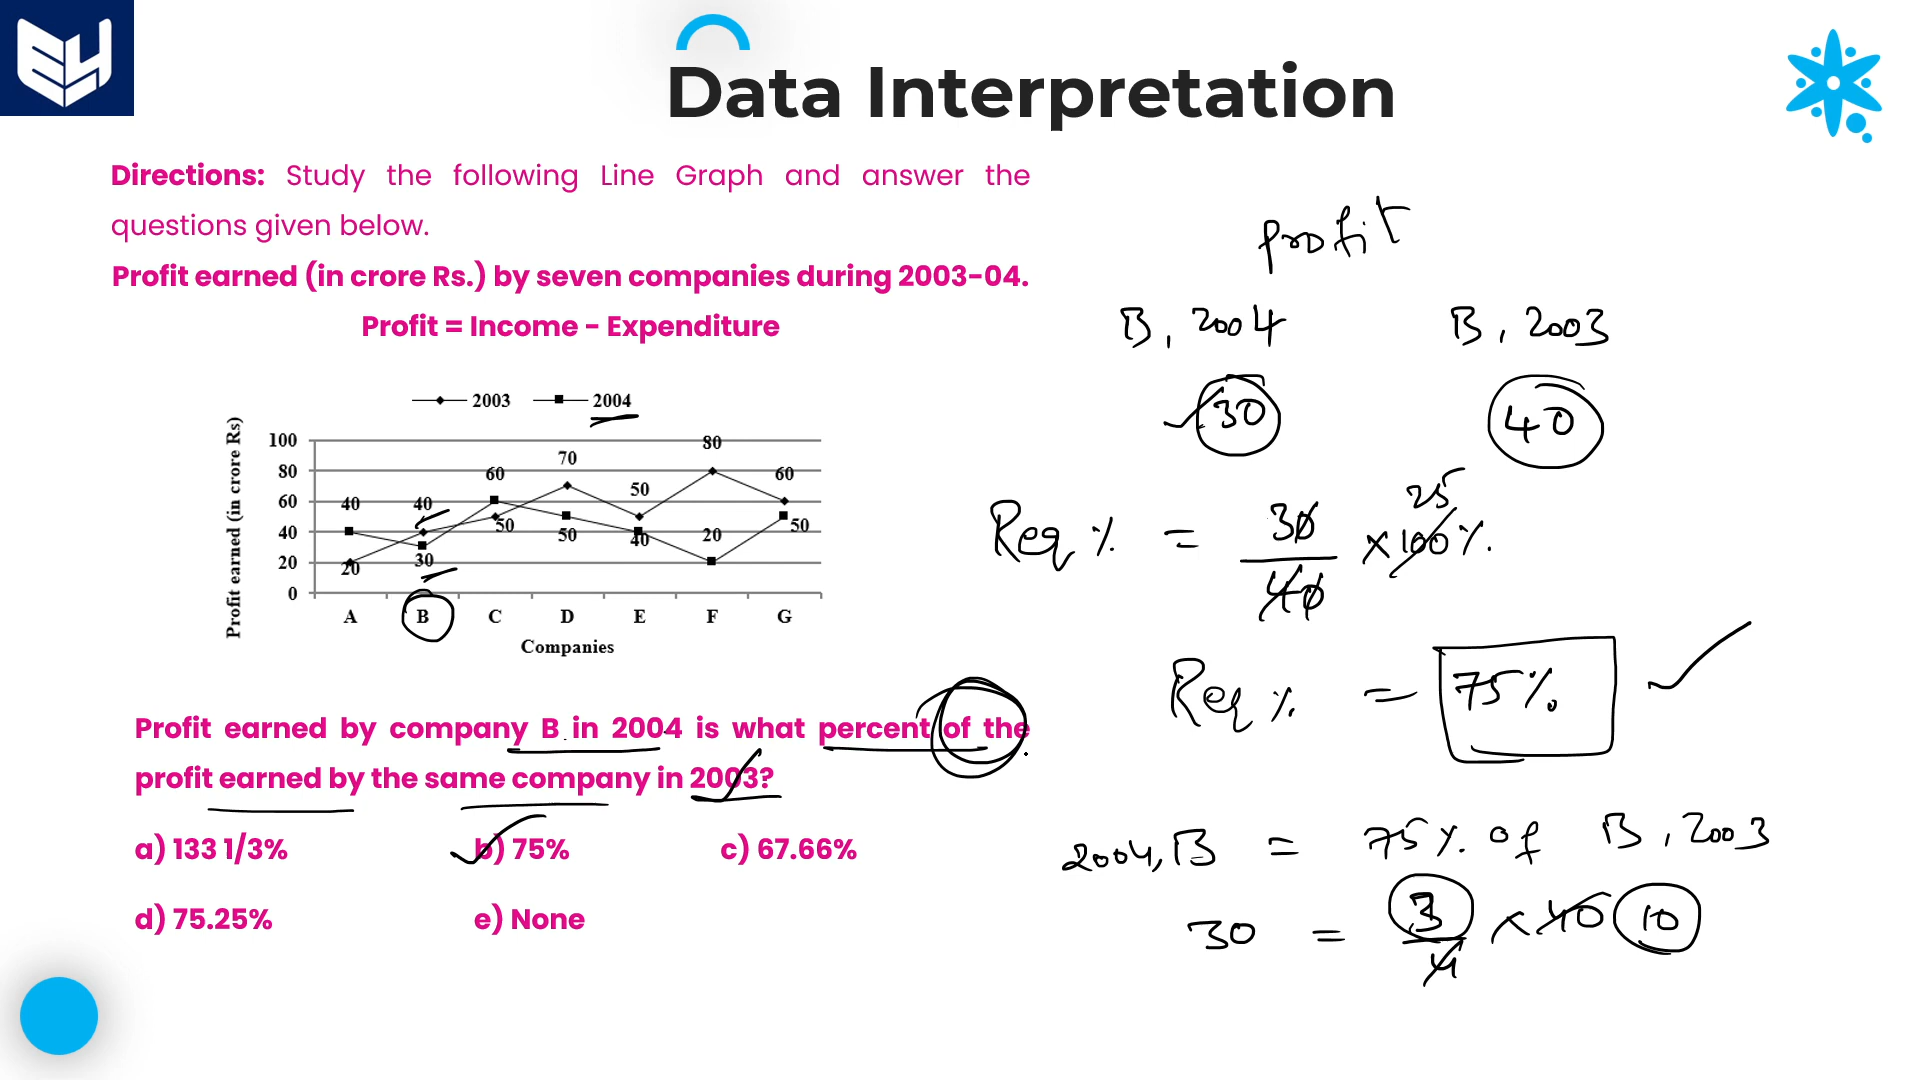 Data Interpretation
Directions: Study the following Line Graph and answer the
questions given below.
Profit earned (in crore Rs.) by seven companies during 2003-04.
Profit = Income - Expenditure
2003 2004
Profit earned (in crore Rs)
100
80
60
40
20
0
40 40 60 70 50 80 60
20 30 50 50 40 20 50
A B C D E F G
Companies
Profit earned by company B in 2004 is what percent of the
profit earned by the same company in 2003?
a) 133 1/3% b) 75% c) 67.66%
d) 75.25% e) None
profit
B, 2004 B, 2003
30 40
Req % = 30/40 × 100 %. 25
Req % = 75%
2004, B = 75% of B, 2003
30 = 3/4 × 40 10